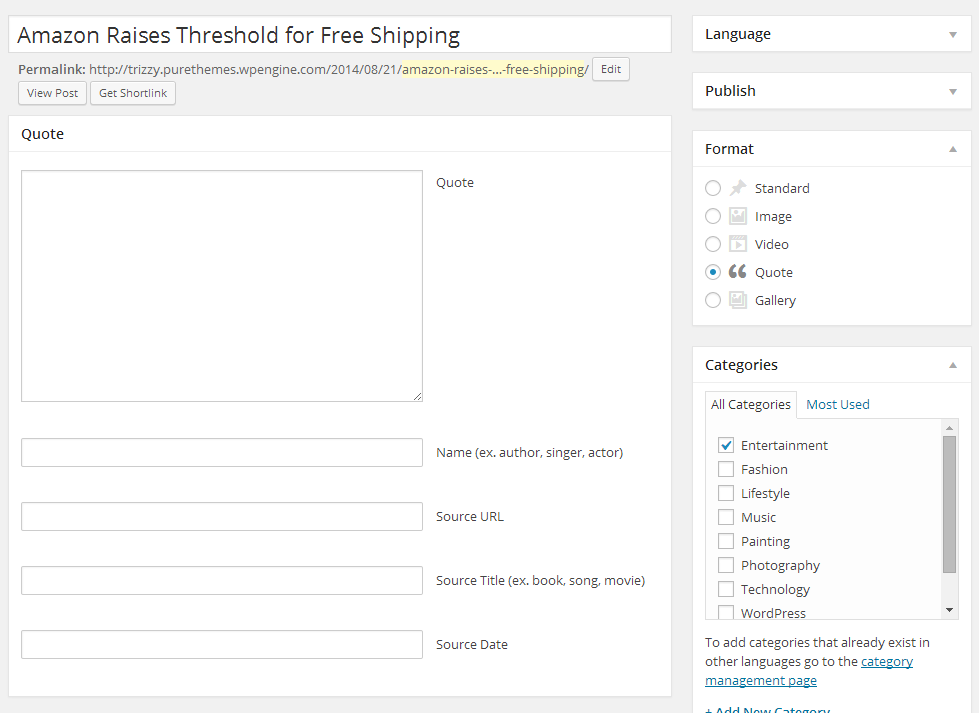 Amazon Raises Threshold for Free Shipping
Permalink: http://trizzy.purethemes.wpengine.com/2014/08/21/amazon-raises-...-free-shipping/ Edit
View Post Get Shortlink
Quote
Quote
Name (ex. author, singer, actor)
Source URL
Source Title (ex. book, song, movie)
Source Date
Language
Publish
Format
Standard
Image
Video
Quote
Gallery
Categories
All Categories Most Used
Entertainment
Fashion
Lifestyle
Music
Painting
Photography
Technology
WordPress
To add categories that already exist in
other languages go to the category
management page
+ Add New Category